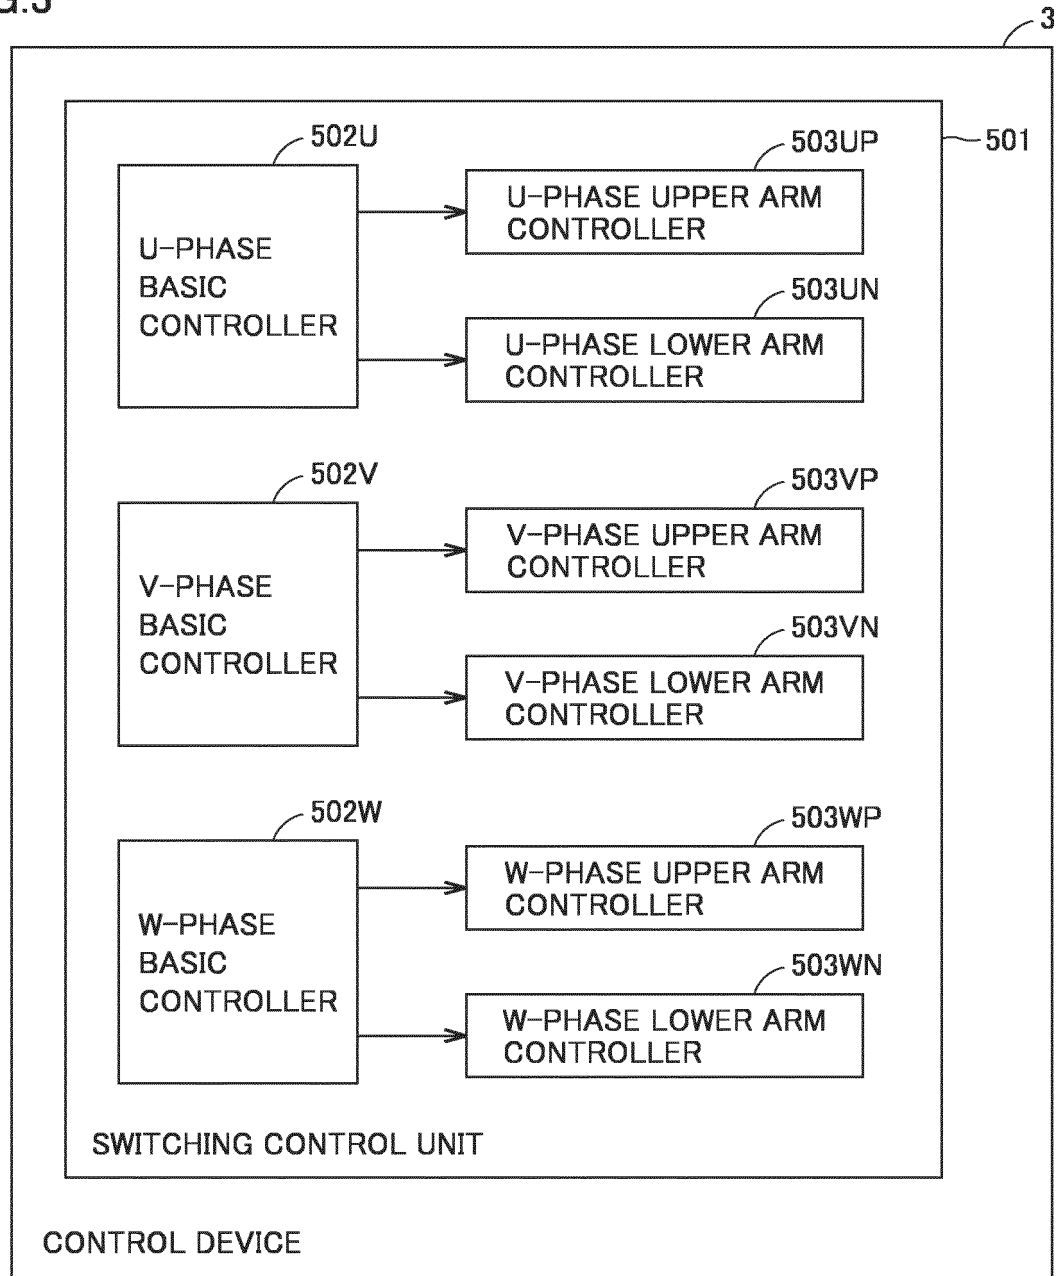 G.3
3
501
502U
503UP
U-PHASE UPPER ARM
CONTROLLER
U-PHASE
BASIC
CONTROLLER
503UN
U-PHASE LOWER ARM
CONTROLLER
502V
503VP
V-PHASE UPPER ARM
CONTROLLER
V-PHASE
BASIC
CONTROLLER
503VN
V-PHASE LOWER ARM
CONTROLLER
502W
503WP
W-PHASE UPPER ARM
CONTROLLER
W-PHASE
BASIC
CONTROLLER
503WN
W-PHASE LOWER ARM
CONTROLLER
SWITCHING CONTROL UNIT
CONTROL DEVICE